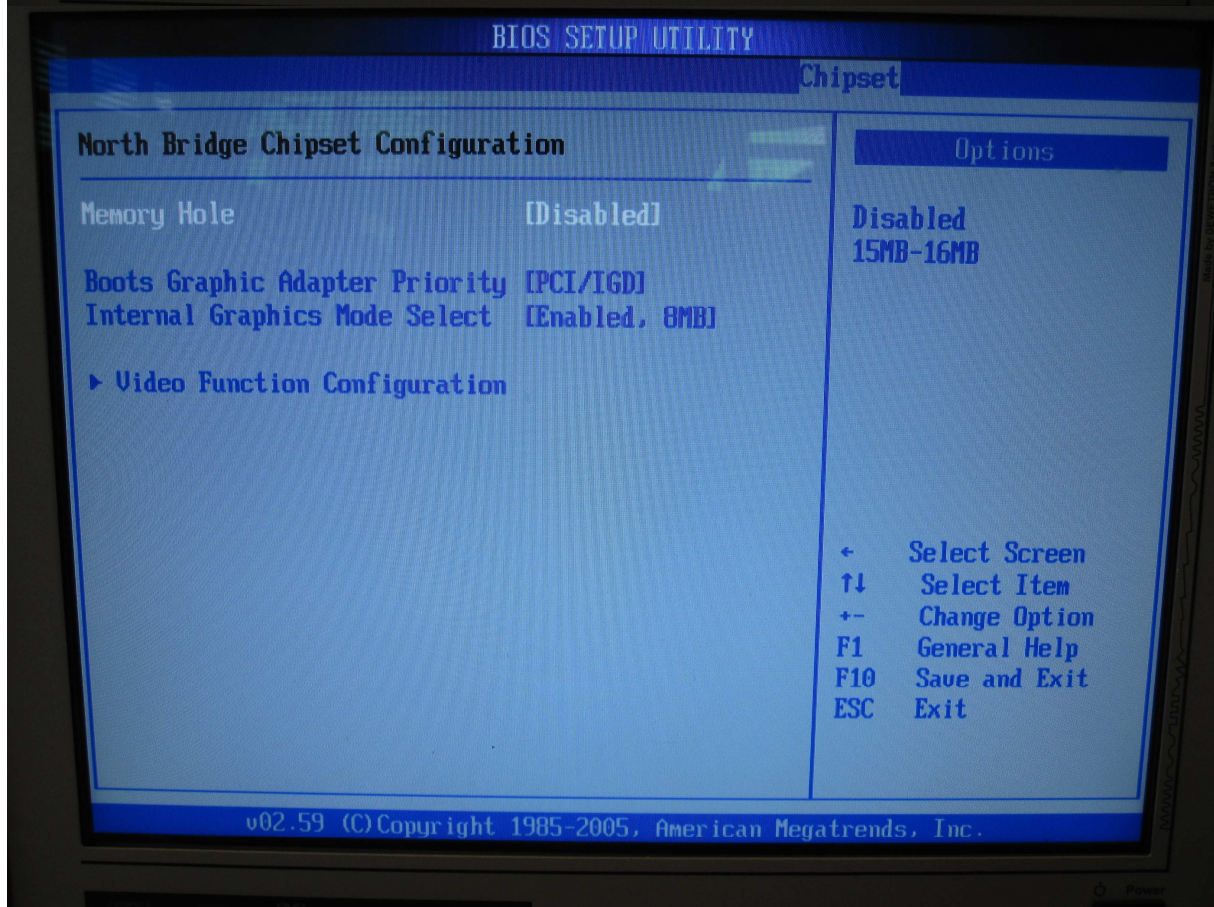 BIOS SETUP UTILITY
Chipset
North Bridge Chipset Configuration
Memory Hole [Disabled]
Boots Graphic Adapter Priority [PCI/IGD]
Internal Graphics Mode Select [Enabled, 8MB]
▶ Video Function Configuration
Options
Disabled
15MB-16MB
← Select Screen
↑↓ Select Item
+- Change Option
F1 General Help
F10 Save and Exit
ESC Exit
v02.59 (C)Copyright 1985-2005, American Megatrends, Inc.
Power